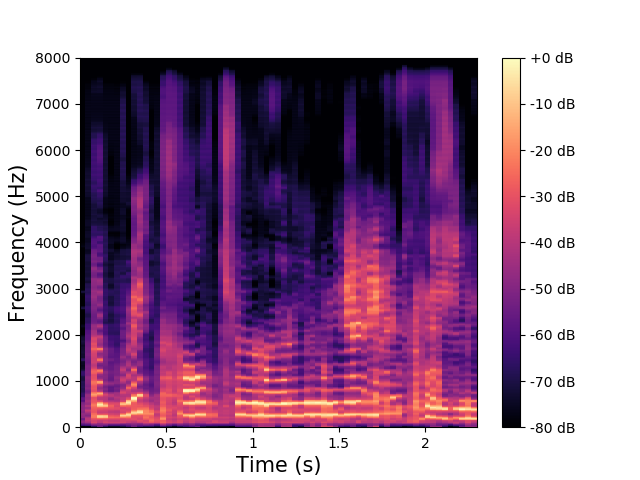 8000
7000
6000
5000
4000
3000
2000
1000
0
Frequency (Hz)
0
0.5
1
1.5
2
Time (s)
+0 dB
-10 dB
-20 dB
-30 dB
-40 dB
-50 dB
-60 dB
-70 dB
-80 dB